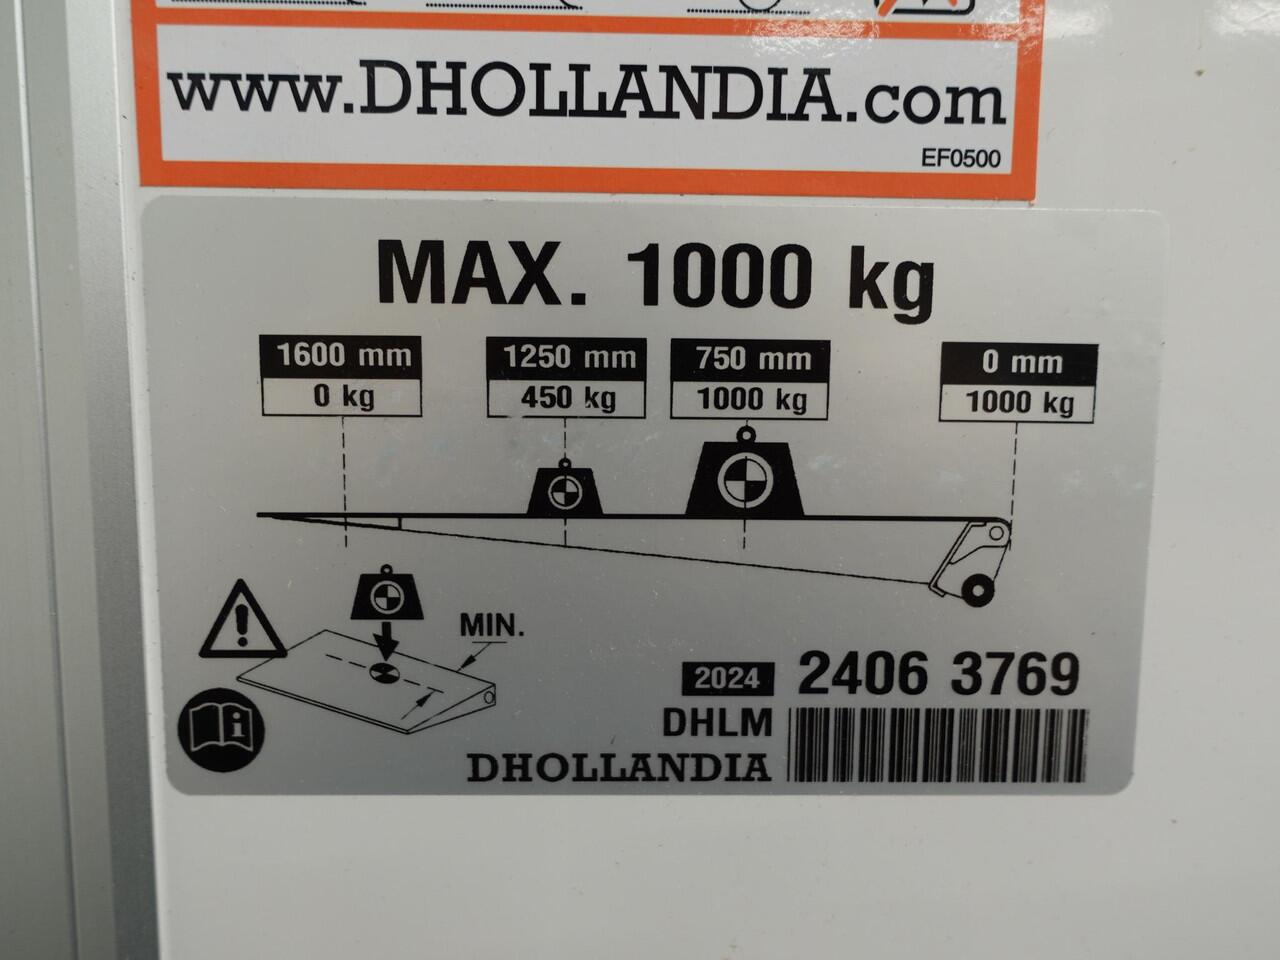 www.DHOLLANDIA.com
EF0500
MAX. 1000 kg
1600 mm
0 kg
1250 mm
450 kg
750 mm
1000 kg
0 mm
1000 kg
MIN.
2024 2406 3769
DHLM
DHOLLANDIA